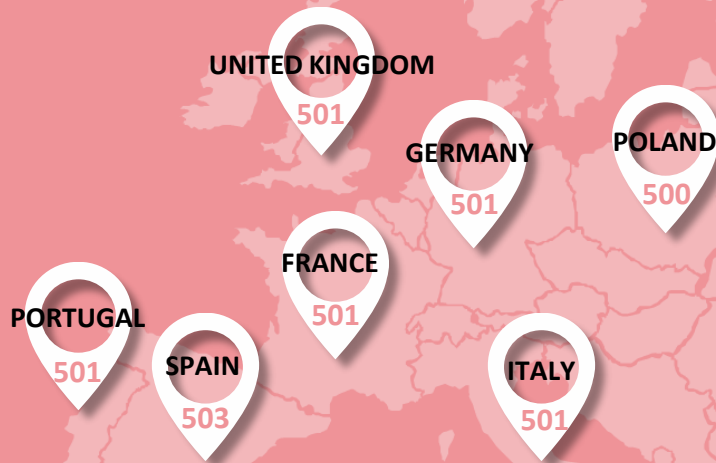 UNITED KINGDOM
501
GERMANY
501
POLAND
500
FRANCE
501
PORTUGAL
501
SPAIN
503
ITALY
501